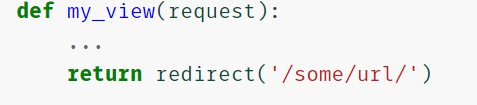 def my_view(request):
    ...
    return redirect('/some/url/')